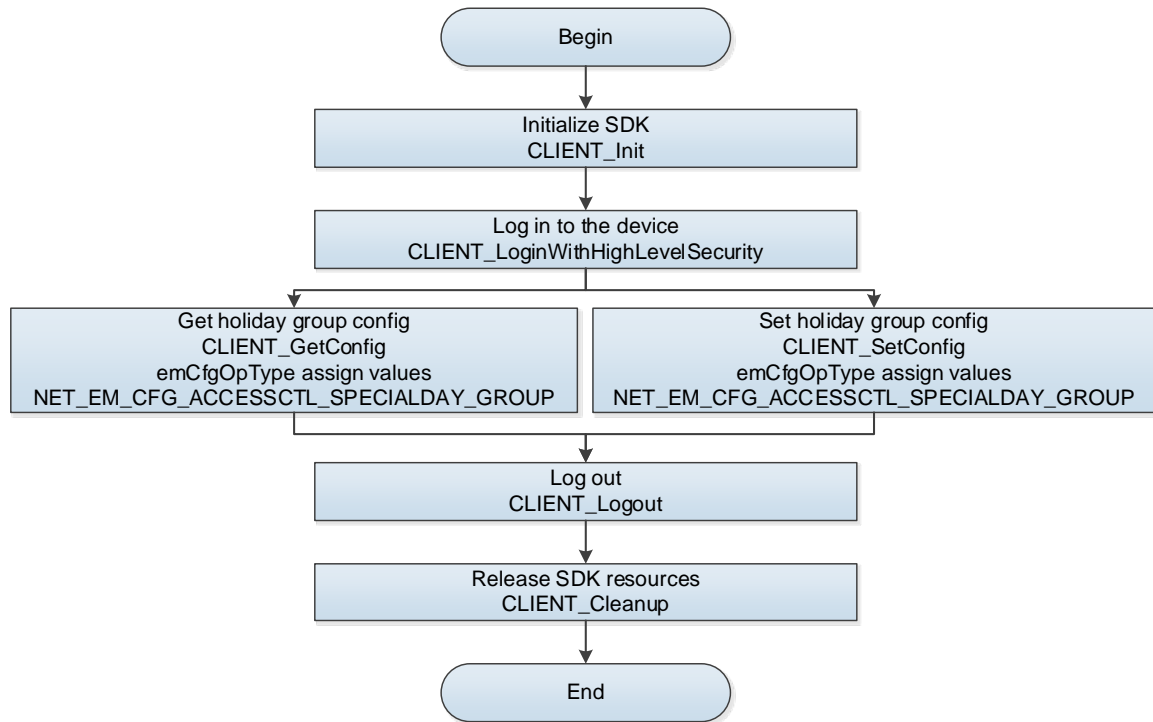 Begin
Initialize SDK
CLIENT_Init
Log in to the device
CLIENT_LoginWithHighLevelSecurity
Get holiday group config
CLIENT_GetConfig
emCfgOpType assign values
NET_EM_CFG_ACCESSCTL_SPECIALDAY_GROUP
Set holiday group config
CLIENT_SetConfig
emCfgOpType assign values
NET_EM_CFG_ACCESSCTL_SPECIALDAY_GROUP
Log out
CLIENT_Logout
Release SDK resources
CLIENT_Cleanup
End